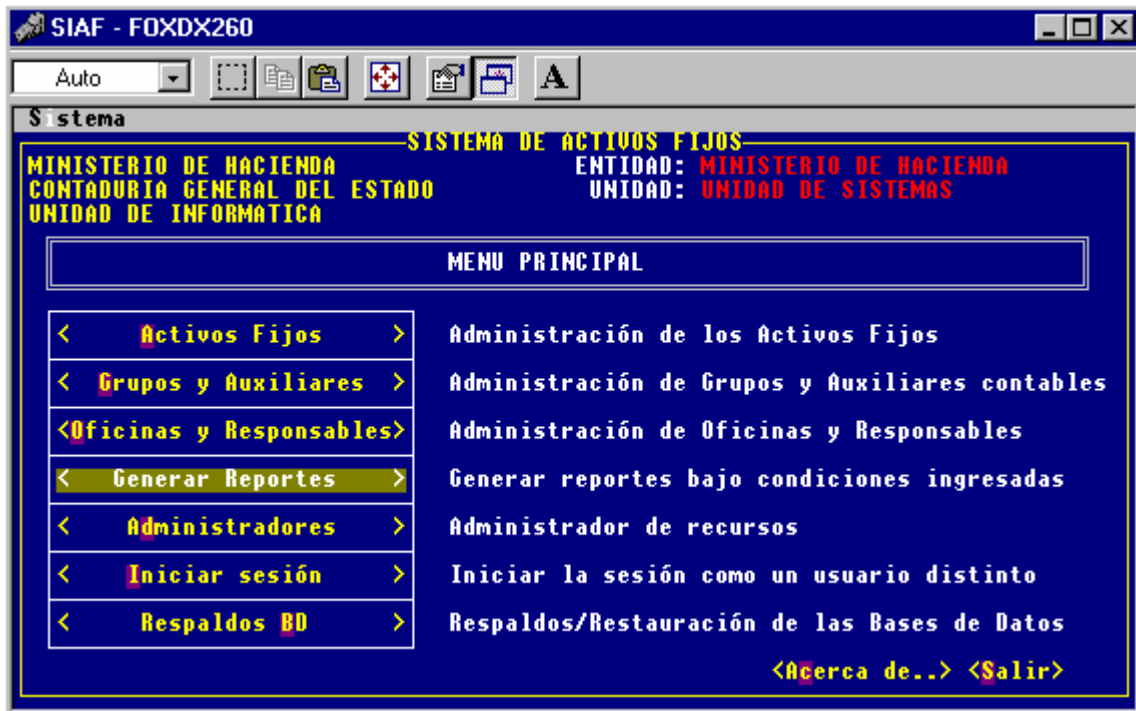 SIAF - FOXDX260
Auto
A
Sistema
SISTEMA DE ACTIVOS FIJOS
MINISTERIO DE HACIENDA ENTIDAD: MINISTERIO DE HACIENDA
CONTADURIA GENERAL DEL ESTADO UNIDAD: UNIDAD DE SISTEMAS
UNIDAD DE INFORMATICA
MENU PRINCIPAL
< Activos Fijos > Administración de los Activos Fijos
< Grupos y Auxiliares > Administración de Grupos y Auxiliares contables
<Oficinas y Responsables> Administración de Oficinas y Responsables
< Generar Reportes > Generar reportes bajo condiciones ingresadas
< Administradores > Administrador de recursos
< Iniciar sesión > Iniciar la sesión como un usuario distinto
< Respaldos BD > Respaldos/Restauración de las Bases de Datos
<Acerca de..> <Salir>